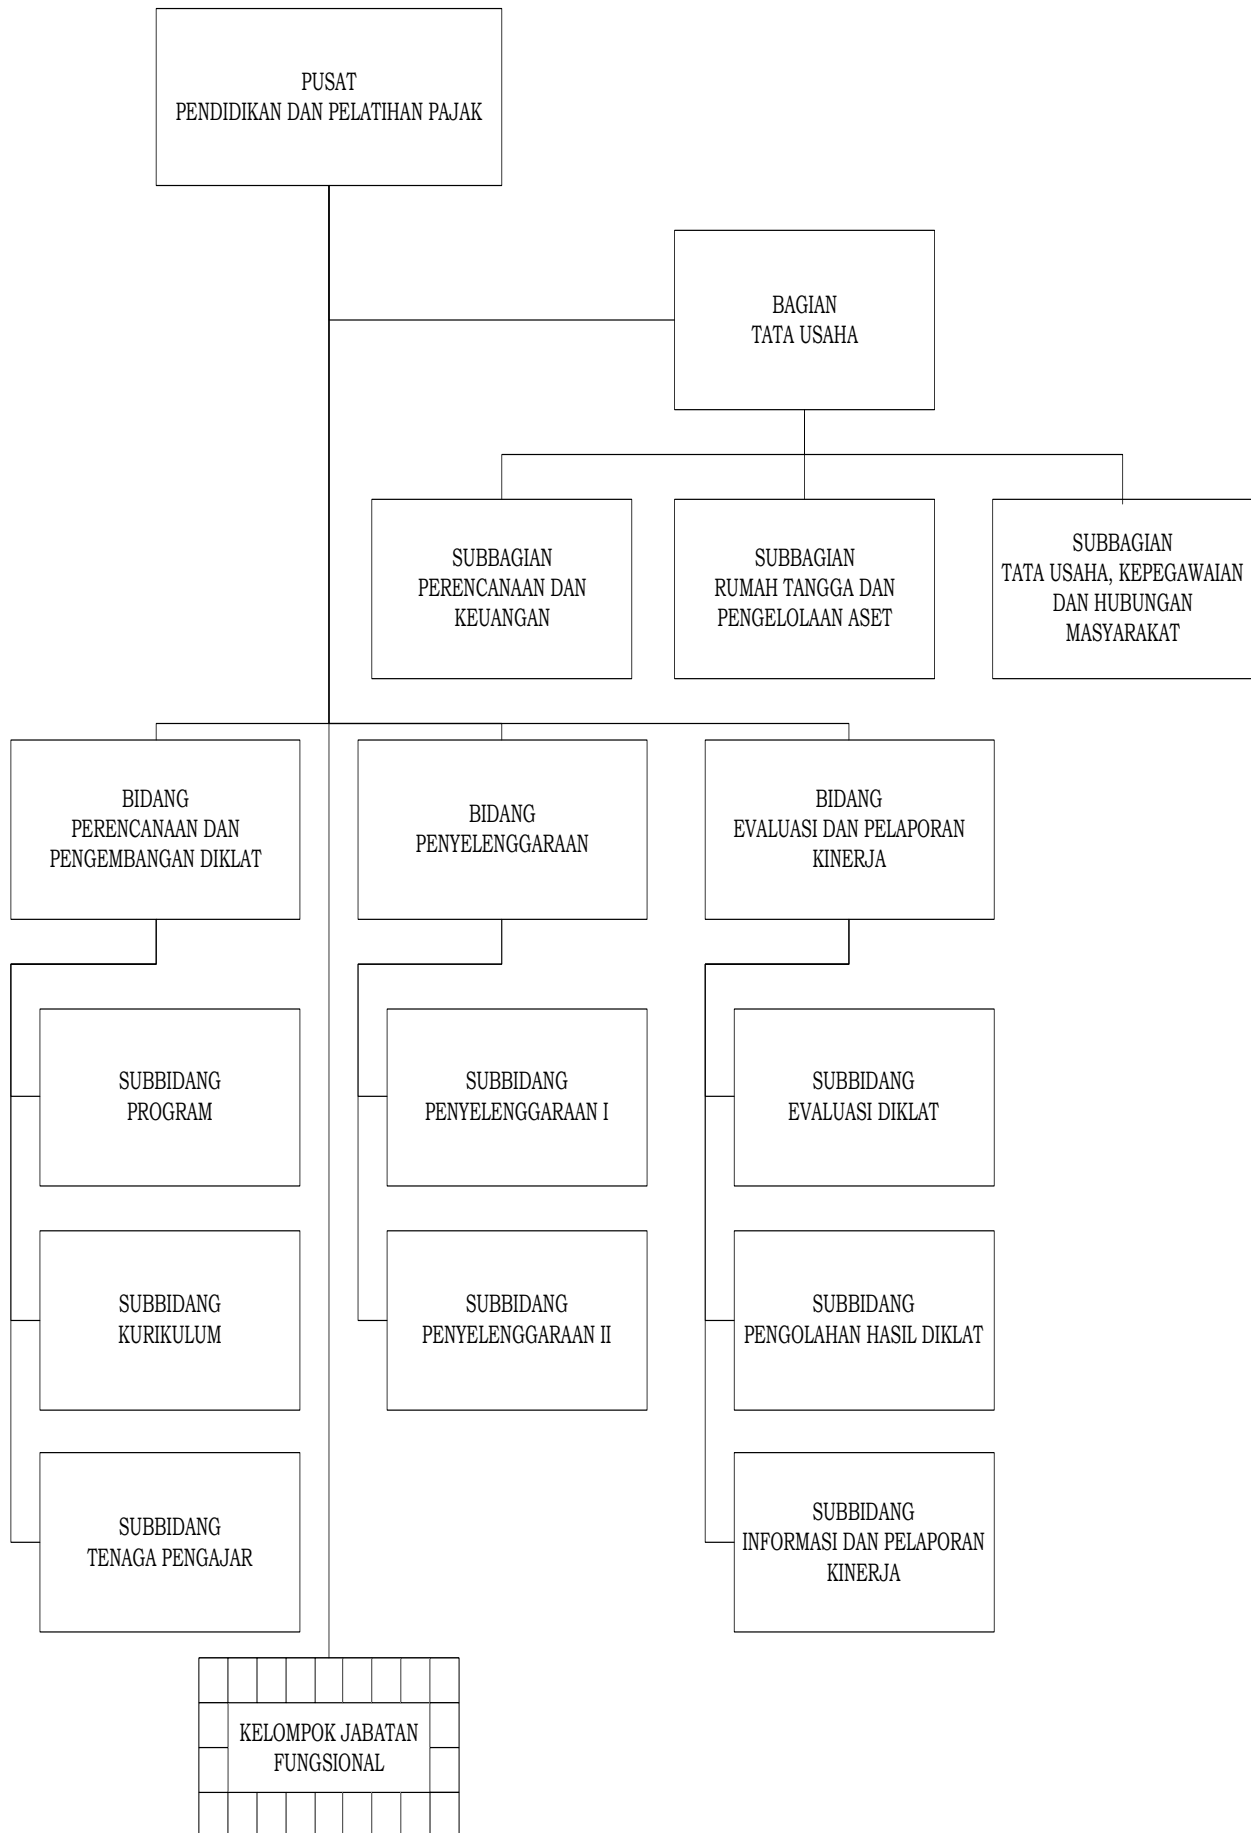 PUSAT
PENDIDIKAN DAN PELATIHAN PAJAK
BAGIAN
TATA USAHA
SUBBAGIAN
PERENCANAAN DAN
KEUANGAN
SUBBAGIAN
RUMAH TANGGA DAN
PENGELOLAAN ASET
SUBBAGIAN
TATA USAHA, KEPEGAWAIAN
DAN HUBUNGAN
MASYARAKAT
BIDANG
PERENCANAAN DAN
PENGEMBANGAN DIKLAT
BIDANG
PENYELENGGARAAN
BIDANG
EVALUASI DAN PELAPORAN
KINERJA
SUBBIDANG
PROGRAM
SUBBIDANG
PENYELENGGARAAN I
SUBBIDANG
EVALUASI DIKLAT
SUBBIDANG
KURIKULUM
SUBBIDANG
PENYELENGGARAAN II
SUBBIDANG
PENGOLAHAN HASIL DIKLAT
SUBBIDANG
TENAGA PENGAJAR
SUBBIDANG
INFORMASI DAN PELAPORAN
KINERJA
KELOMPOK JABATAN
FUNGSIONAL